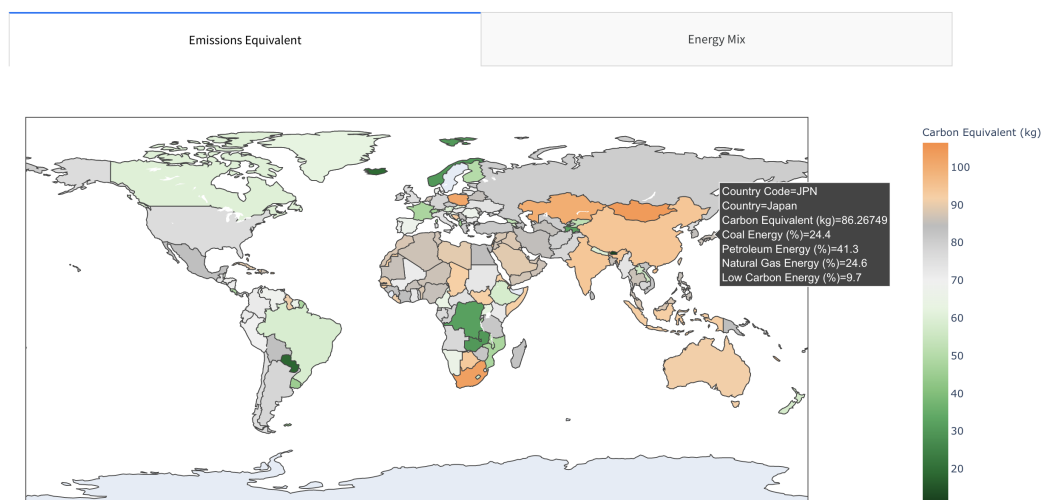 Emissions Equivalent
Energy Mix
Carbon Equivalent (kg)
100
90
80
70
60
50
40
30
20
Country Code=JPN
Country=Japan
Carbon Equivalent (kg)=86.26749
Coal Energy (%)=24.4
Petroleum Energy (%)=41.3
Natural Gas Energy (%)=24.6
Low Carbon Energy (%)=9.7